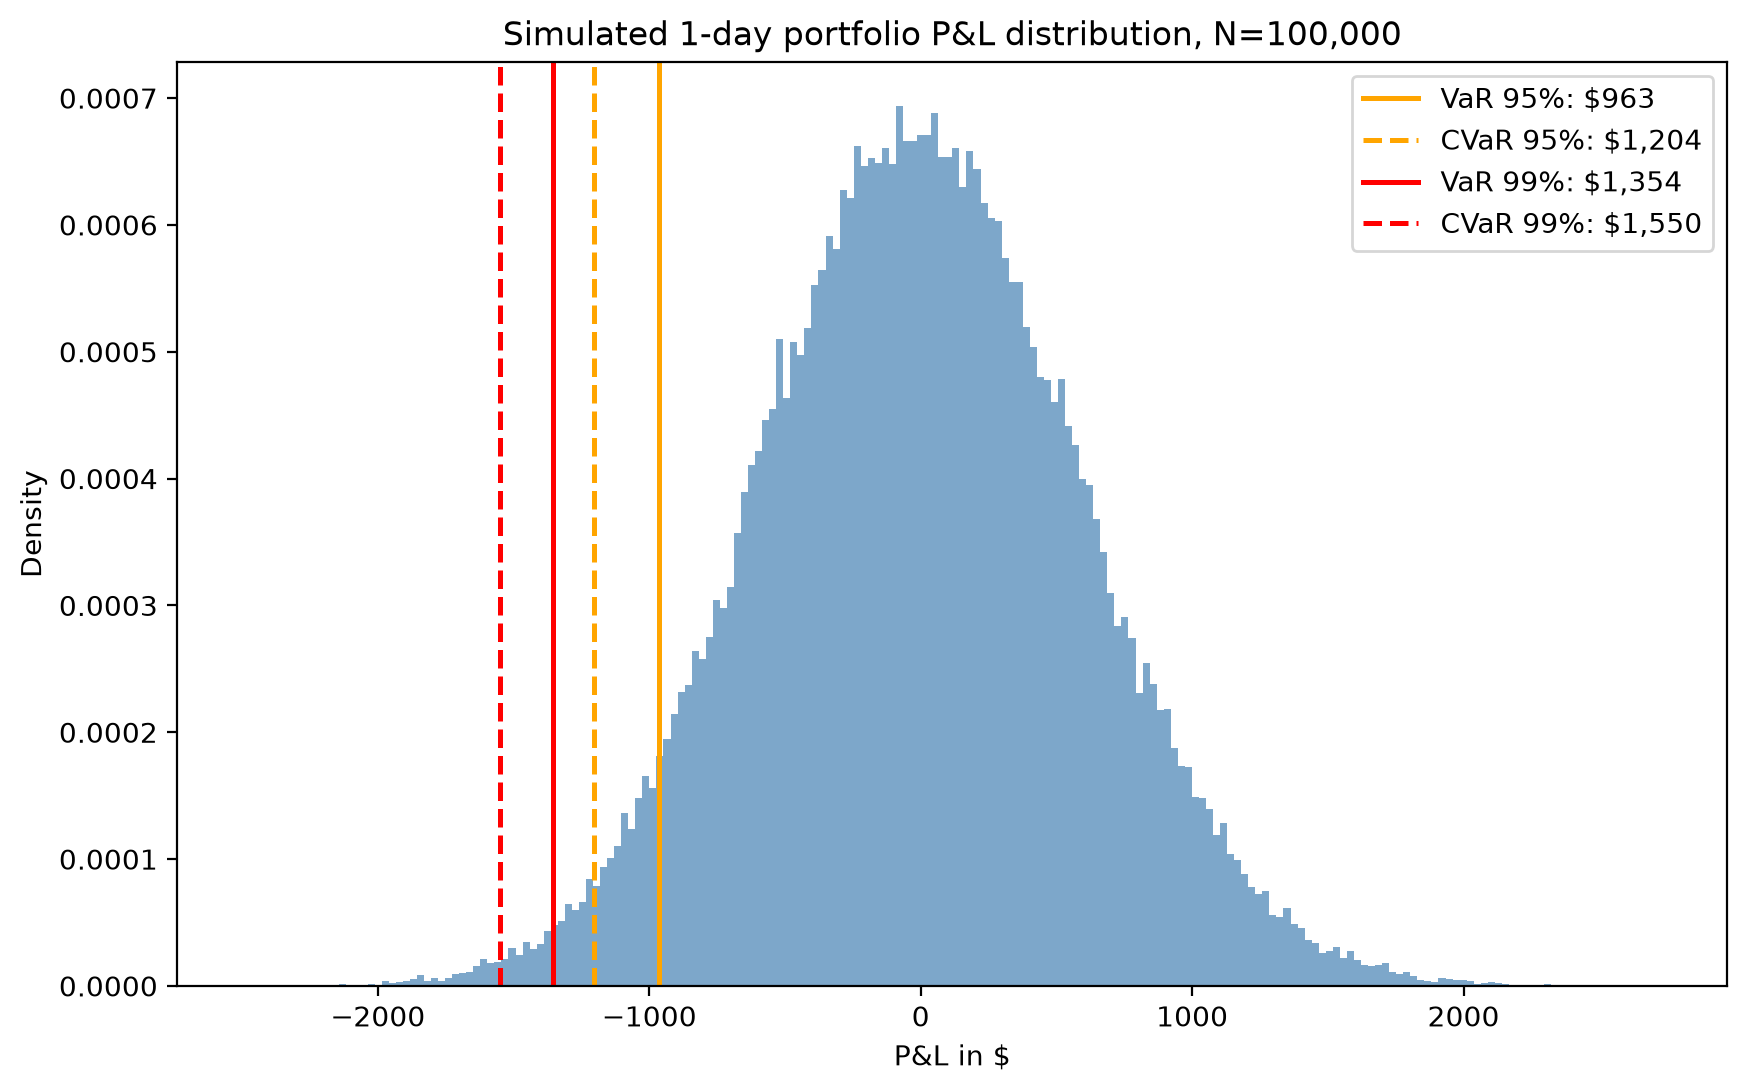 Simulated 1-day portfolio P&L distribution, N=100,000
VaR 95%: $963
CVaR 95%: $1,204
VaR 99%: $1,354
CVaR 99%: $1,550
0.0007
0.0006
0.0005
0.0004
0.0003
0.0002
0.0001
0.0000
Density
−2000 −1000 0 1000 2000
P&L in $